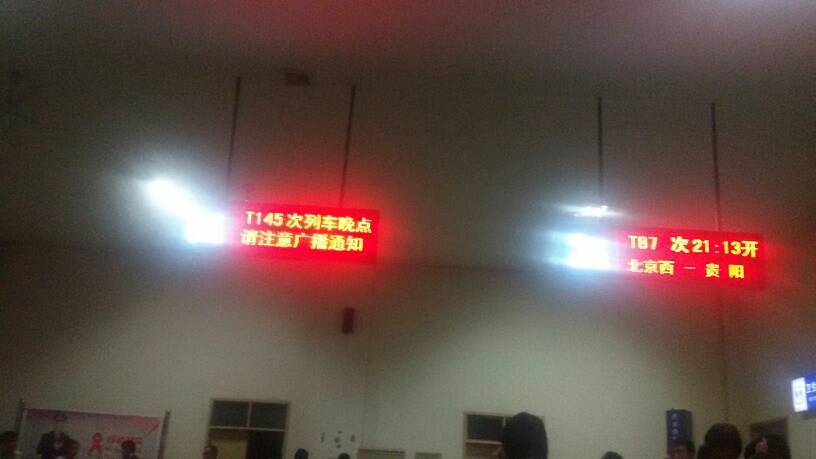 T145次列车晚点
请注意广播通知
T87 次21:13开
北京西 — 贵 阳